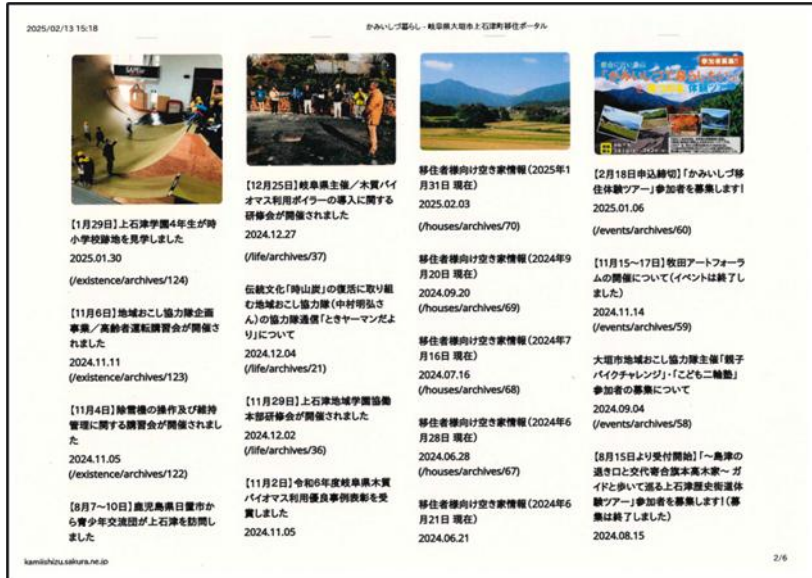 2025/02/13 15:18
かみいしづ暮らし - 岐阜県大垣市上石津町移住ポータル
【1月29日】上石津学園4年生が時
小学校跡地を見学しました
2025.01.30
(/existence/archives/124)
【11月6日】地域おこし協力隊企画
事業／高齢者運転講習会が開催さ
れました
2024.11.11
(/existence/archives/123)
【11月4日】除雪機の操作及び維持
管理に関する講習会が開催されまし
た
2024.11.05
(/existence/archives/122)
【8月7～10日】鹿児島県日置市か
ら青少年交流団が上石津を訪問し
ました
【12月25日】岐阜県主催／木質バイ
オマス利用ボイラーの導入に関する
研修会が開催されました
2024.12.27
(/life/archives/37)
伝統文化「時山炭」の復活に取り組
む地域おこし協力隊（中村明弘さ
ん）の協力隊通信「ときヤーマンだよ
り」について
2024.12.04
(/life/archives/21)
【11月29日】上石津地域学園協働
本部研修会が開催されました
2024.12.02
(/life/archives/36)
【11月2日】令和6年度岐阜県木質
バイオマス利用優良事例表彰を受
賞しました
2024.11.05
移住者様向け空き家情報（2025年1
月31日 現在）
2025.02.03
(/houses/archives/70)
移住者様向け空き家情報（2024年9
月20日 現在）
2024.09.20
(/houses/archives/69)
移住者様向け空き家情報（2024年7
月16日 現在）
2024.07.16
(/houses/archives/68)
移住者様向け空き家情報（2024年6
月28日 現在）
2024.06.28
(/houses/archives/67)
移住者様向け空き家情報（2024年6
月21日 現在）
2024.06.21
参加者募集!!
「かみいしづで暮らしたい」
体験ツアー
【2月18日申込締切】「かみいしづ移
住体験ツアー」参加者を募集します！
2025.01.06
(/events/archives/60)
【11月15～17日】牧田アートフォーラ
ムの開催について（イベントは終了し
ました）
2024.11.14
(/events/archives/59)
大垣市地域おこし協力隊主催「親子
バイクチャレンジ」・「こども二輪塾」
参加者の募集について
2024.09.04
(/events/archives/58)
【8月15日より受付開始】「～島津の
退き口と交代寄合旗本高木家～ ガ
イドと歩いて巡る上石津歴史街道体
験ツアー」参加者を募集します！（募
集は終了しました）
2024.08.15
kamiishizu.sakura.ne.jp
2/6